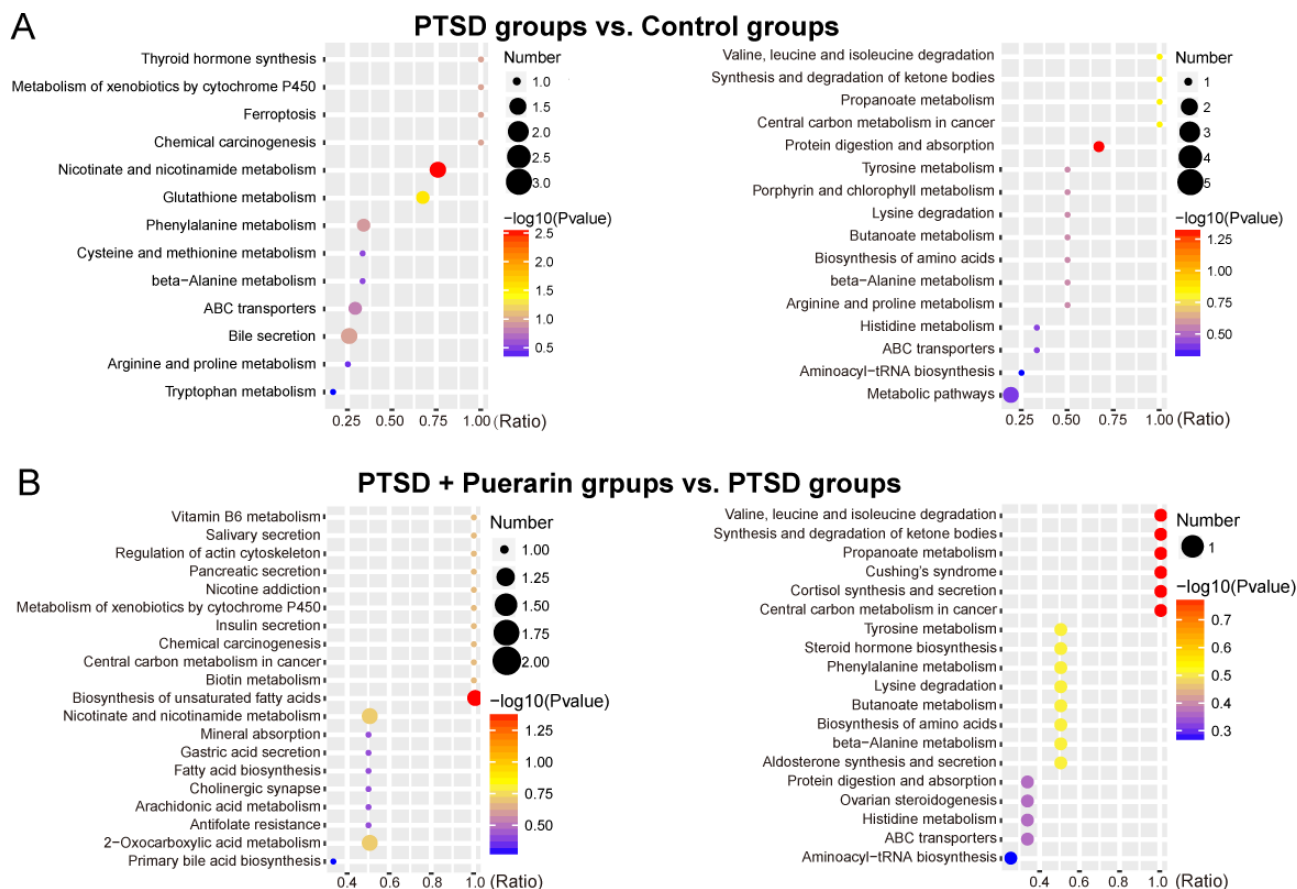 A
PTSD groups vs. Control groups
Thyroid hormone synthesis
Metabolism of xenobiotics by cytochrome P450
Ferroptosis
Chemical carcinogenesis
Nicotinate and nicotinamide metabolism
Glutathione metabolism
Phenylalanine metabolism
Cysteine and methionine metabolism
beta−Alanine metabolism
ABC transporters
Bile secretion
Arginine and proline metabolism
Tryptophan metabolism
0.25 0.50 0.75 1.00 (Ratio)
Number
1.0
1.5
2.0
2.5
3.0
−log10(Pvalue)
2.5
2.0
1.5
1.0
0.5
Valine, leucine and isoleucine degradation
Synthesis and degradation of ketone bodies
Propanoate metabolism
Central carbon metabolism in cancer
Protein digestion and absorption
Tyrosine metabolism
Porphyrin and chlorophyll metabolism
Lysine degradation
Butanoate metabolism
Biosynthesis of amino acids
beta−Alanine metabolism
Arginine and proline metabolism
Histidine metabolism
ABC transporters
Aminoacyl−tRNA biosynthesis
Metabolic pathways
0.25 0.50 0.75 1.00 (Ratio)
Number
1
2
3
4
5
−log10(Pvalue)
1.25
1.00
0.75
0.50
B
PTSD + Puerarin grpups vs. PTSD groups
Vitamin B6 metabolism
Salivary secretion
Regulation of actin cytoskeleton
Pancreatic secretion
Nicotine addiction
Metabolism of xenobiotics by cytochrome P450
Insulin secretion
Chemical carcinogenesis
Central carbon metabolism in cancer
Biotin metabolism
Biosynthesis of unsaturated fatty acids
Nicotinate and nicotinamide metabolism
Mineral absorption
Gastric acid secretion
Fatty acid biosynthesis
Cholinergic synapse
Arachidonic acid metabolism
Antifolate resistance
2−Oxocarboxylic acid metabolism
Primary bile acid biosynthesis
0.4 0.6 0.8 1.0 (Ratio)
Number
1.00
1.25
1.50
1.75
2.00
−log10(Pvalue)
1.25
1.00
0.75
0.50
Valine, leucine and isoleucine degradation
Synthesis and degradation of ketone bodies
Propanoate metabolism
Cushing's syndrome
Cortisol synthesis and secretion
Central carbon metabolism in cancer
Tyrosine metabolism
Steroid hormone biosynthesis
Phenylalanine metabolism
Lysine degradation
Butanoate metabolism
Biosynthesis of amino acids
beta−Alanine metabolism
Aldosterone synthesis and secretion
Protein digestion and absorption
Ovarian steroidogenesis
Histidine metabolism
ABC transporters
Aminoacyl−tRNA biosynthesis
0.4 0.6 0.8 1.0 (Ratio)
Number
1
−log10(Pvalue)
0.7
0.6
0.5
0.4
0.3